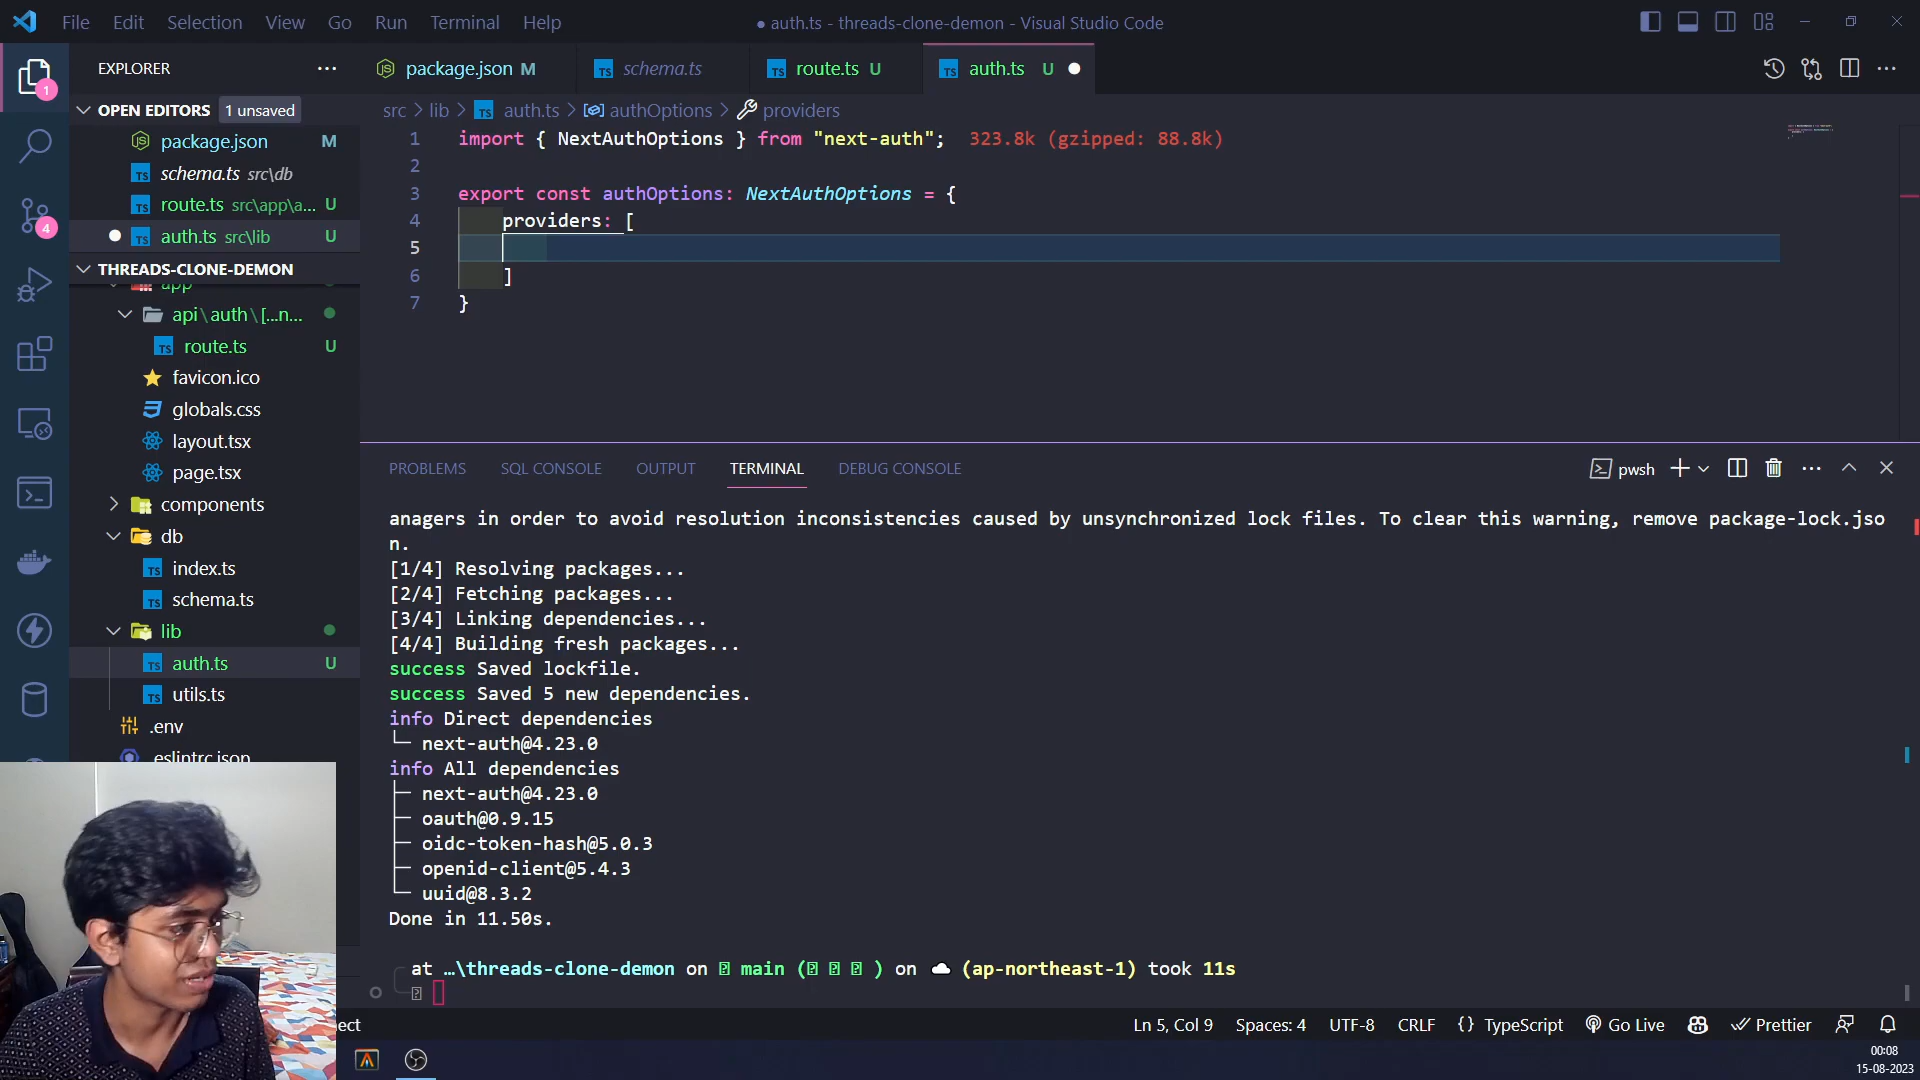 File Edit Selection View Go Run Terminal Help
● auth.ts - threads-clone-demon - Visual Studio Code
EXPLORER
OPEN EDITORS 1 unsaved
package.json M
schema.ts src\db
route.ts src\app\a... U
auth.ts src\lib U
THREADS-CLONE-DEMON
app
api\auth\[...n...
route.ts U
favicon.ico
globals.css
layout.tsx
page.tsx
components
db
index.ts
schema.ts
lib
auth.ts U
utils.ts
.env
.eslintrc.json
1
4
package.json M
schema.ts
route.ts U
auth.ts U
src > lib > auth.ts > authOptions > providers
1 import { NextAuthOptions } from "next-auth"; 323.8k (gzipped: 88.8k)
2
3 export const authOptions: NextAuthOptions = {
4 providers: [
5
6 ]
7 }
PROBLEMS SQL CONSOLE OUTPUT TERMINAL DEBUG CONSOLE
pwsh
anagers in order to avoid resolution inconsistencies caused by unsynchronized lock files. To clear this warning, remove package-lock.jso
n.
[1/4] Resolving packages...
[2/4] Fetching packages...
[3/4] Linking dependencies...
[4/4] Building fresh packages...
success Saved lockfile.
success Saved 5 new dependencies.
info Direct dependencies
└─ next-auth@4.23.0
info All dependencies
├─ next-auth@4.23.0
├─ oauth@0.9.15
├─ oidc-token-hash@5.0.3
├─ openid-client@5.4.3
└─ uuid@8.3.2
Done in 11.50s.
at …\threads-clone-demon on main ( ) on (ap-northeast-1) took 11s
nect
Ln 5, Col 9 Spaces: 4 UTF-8 CRLF {} TypeScript Go Live Prettier
00:08
15-08-2023